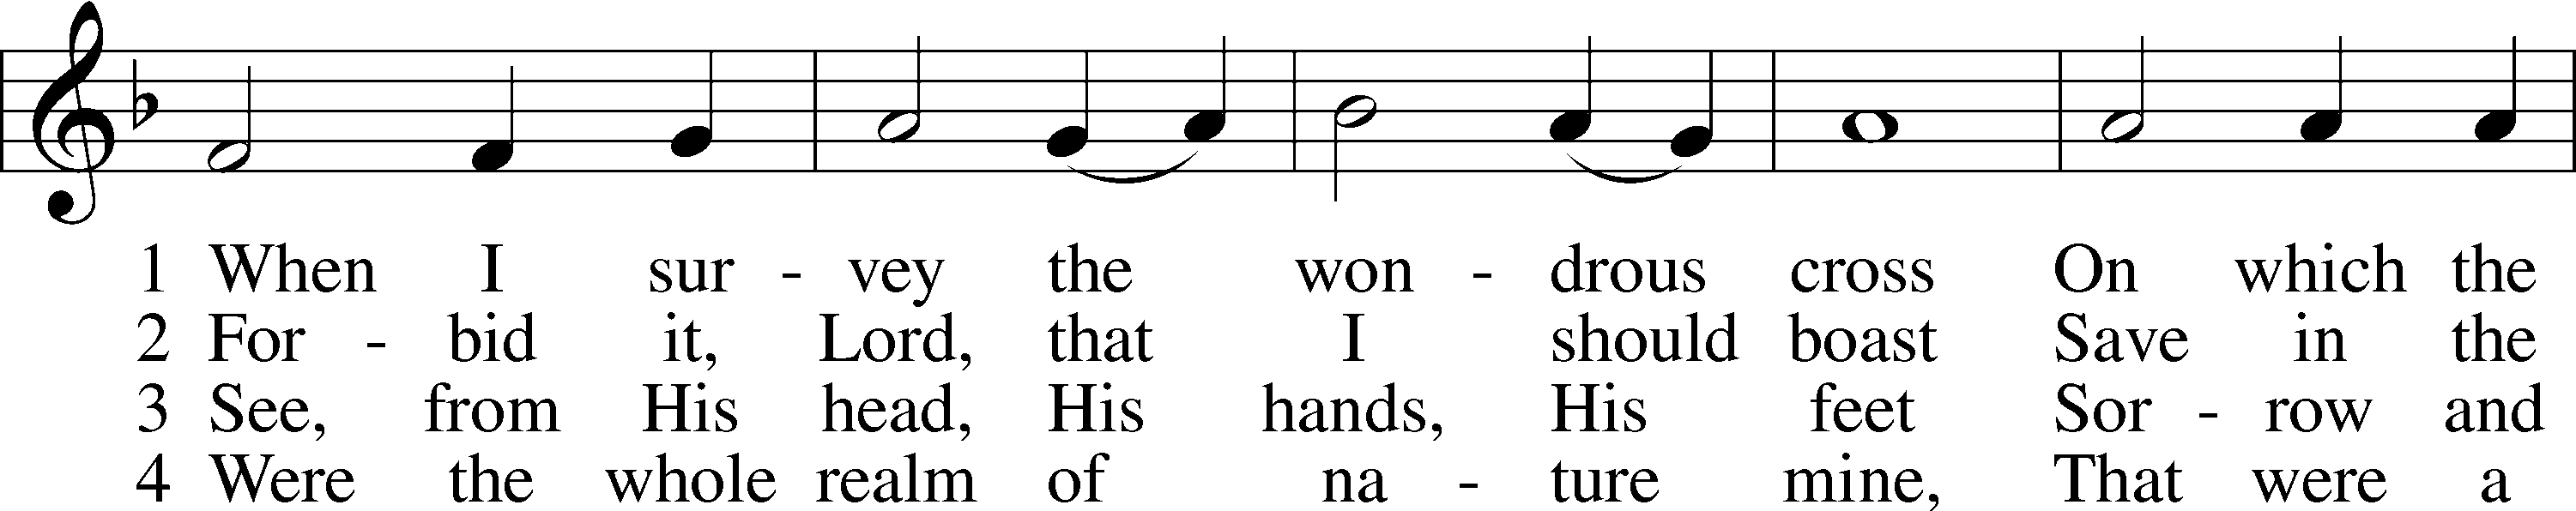 1 When I sur - vey the won - drous cross On which the
2 For - bid it, Lord, that I should boast Save in the
3 See, from His head, His hands, His feet Sor - row and
4 Were the whole realm of na - ture mine, That were a